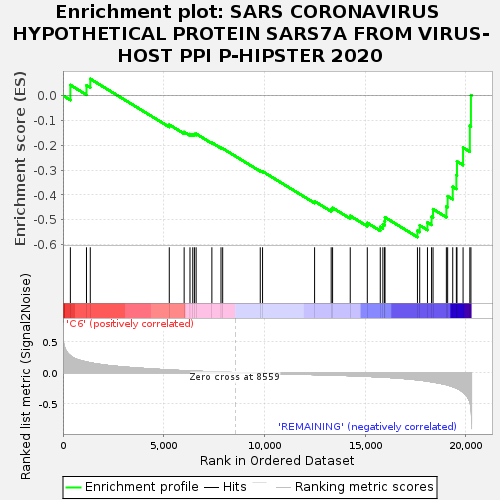 Enrichment plot: SARS CORONAVIRUS
HYPOTHETICAL PROTEIN SARS7A FROM VIRUS-
HOST PPI P-HIPSTER 2020
Enrichment score (ES)
0.0
-0.1
-0.2
-0.3
-0.4
-0.5
-0.6
'C6' (positively correlated)
Ranked list metric (Signal2Noise)
0.5
0.0
-0.5
Zero cross at 8559
'REMAINING' (negatively correlated)
0
5,000
10,000
15,000
20,000
Rank in Ordered Dataset
Enrichment profile
Hits
Ranking metric scores